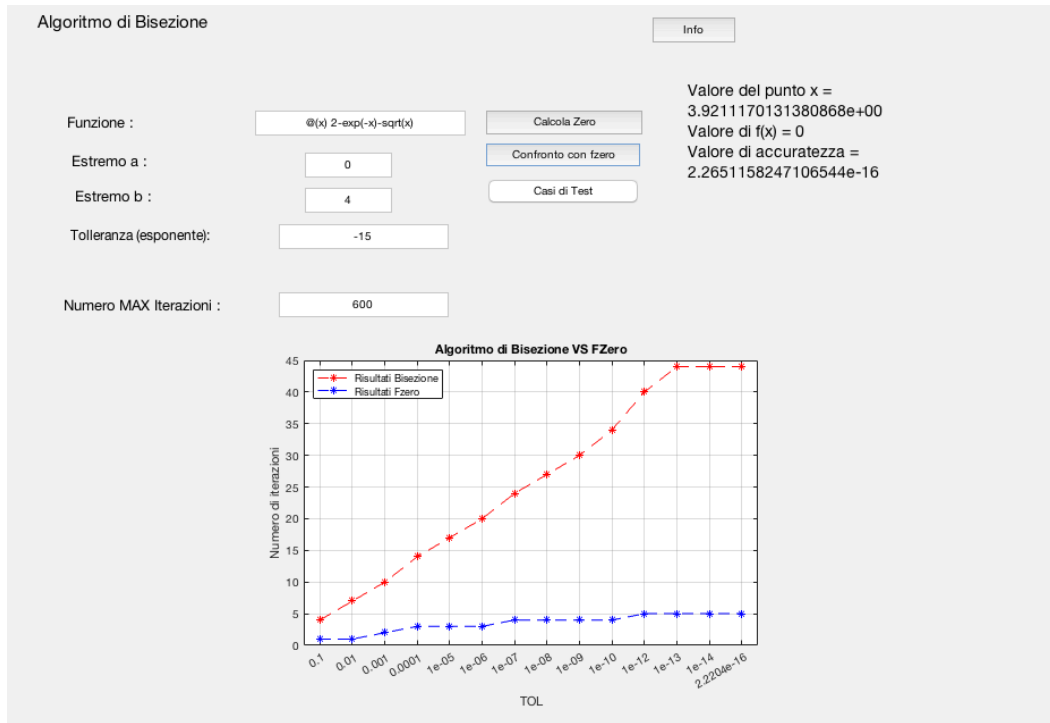 Algoritmo di Bisezione
Info
Valore del punto x =
3.9211170131380868e+00
Valore di f(x) = 0
Valore di accuratezza =
2.2651158247106544e-16
Funzione :
@(x) 2-exp(-x)-sqrt(x)
Calcola Zero
Estremo a :
0
Confronto con fzero
Estremo b :
4
Casi di Test
Tolleranza (esponente):
-15
Numero MAX Iterazioni :
600
Algoritmo di Bisezione VS FZero
Risultati Bisezione
Risultati Fzero
Numero di iterazioni
45
40
35
30
25
20
15
10
5
0
0.1
0.01
0.001
0.0001
1e-05
1e-06
1e-07
1e-08
1e-09
1e-10
1e-12
1e-13
1e-14
2.2204e-16
TOL